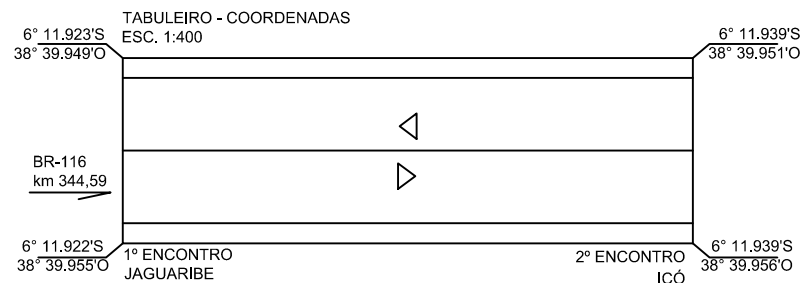 TABULEIRO - COORDENADAS
ESC. 1:400
6° 11.923'S
38° 39.949'O
6° 11.939'S
38° 39.951'O
BR-116
km 344,59
6° 11.922'S
38° 39.955'O
1º ENCONTRO
JAGUARIBE
2º ENCONTRO
ICÓ
6° 11.939'S
38° 39.956'O